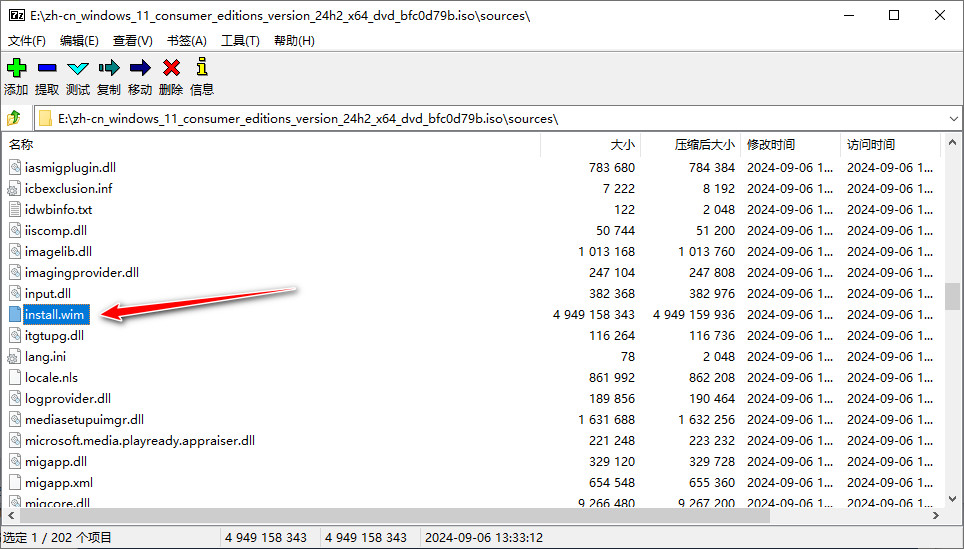 E:\zh-cn_windows_11_consumer_editions_version_24h2_x64_dvd_bfc0d79b.iso\sources\
文件(F) 编辑(E) 查看(V) 书签(A) 工具(T) 帮助(H)
添加 提取 测试 复制 移动 删除 信息
E:\zh-cn_windows_11_consumer_editions_version_24h2_x64_dvd_bfc0d79b.iso\sources\
名称 大小 压缩后大小 修改时间 访问时间
iasmigplugin.dll 783 680 784 384 2024-09-06 1... 2024-09-06 1...
icbexclusion.inf 7 222 8 192 2024-09-06 1... 2024-09-06 1...
idwbinfo.txt 122 2 048 2024-09-06 1... 2024-09-06 1...
iiscomp.dll 50 744 51 200 2024-09-06 1... 2024-09-06 1...
imagelib.dll 1 013 168 1 013 760 2024-09-06 1... 2024-09-06 1...
imagingprovider.dll 247 104 247 808 2024-09-06 1... 2024-09-06 1...
input.dll 382 368 382 976 2024-09-06 1... 2024-09-06 1...
install.wim 4 949 158 343 4 949 159 936 2024-09-06 1... 2024-09-06 1...
itgtupg.dll 116 264 116 736 2024-09-06 1... 2024-09-06 1...
lang.ini 78 2 048 2024-09-06 1... 2024-09-06 1...
locale.nls 861 992 862 208 2024-09-06 1... 2024-09-06 1...
logprovider.dll 189 856 190 464 2024-09-06 1... 2024-09-06 1...
mediasetupuimgr.dll 1 631 688 1 632 256 2024-09-06 1... 2024-09-06 1...
microsoft.media.playready.appraiser.dll 221 248 223 232 2024-09-06 1... 2024-09-06 1...
migapp.dll 329 120 329 728 2024-09-06 1... 2024-09-06 1...
migapp.xml 654 548 655 360 2024-09-06 1... 2024-09-06 1...
migcore.dll 9 266 480 9 267 200 2024-09-06 1... 2024-09-06 1...
选定 1 / 202 个项目 4 949 158 343 4 949 158 343 2024-09-06 13:33:12